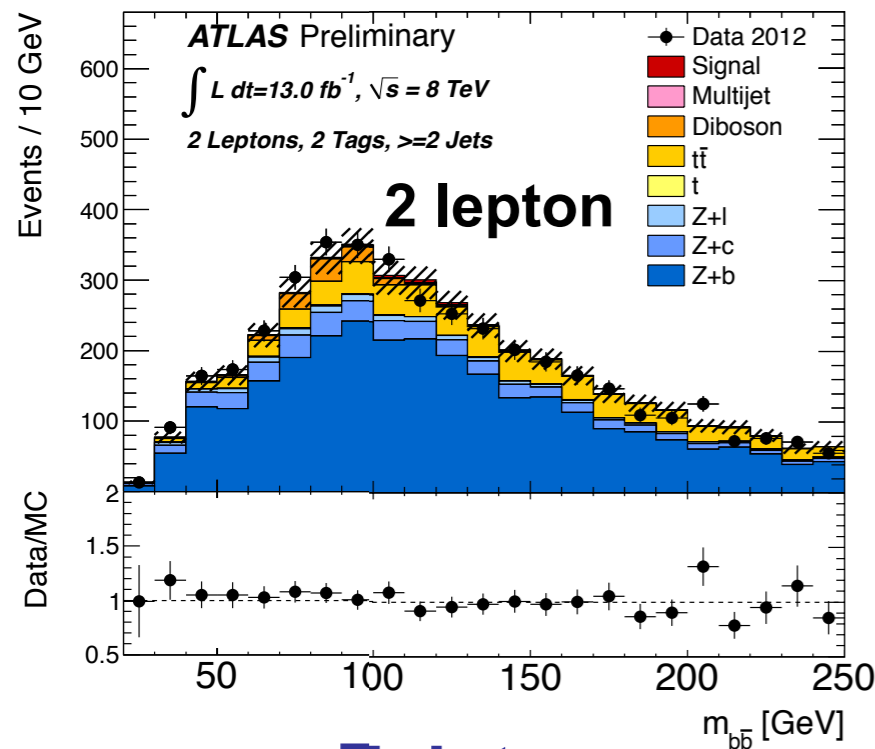 Events / 10 GeV
600
500
400
300
200
100
ATLAS Preliminary
∫ L dt=13.0 fb⁻¹, √s = 8 TeV
2 Leptons, 2 Tags, >=2 Jets
2 lepton
Data 2012
Signal
Multijet
Diboson
tt̄
t
Z+l
Z+c
Z+b
Data/MC
2
1.5
1
0.5
50 100 150 200 250
m_bb̄ [GeV]